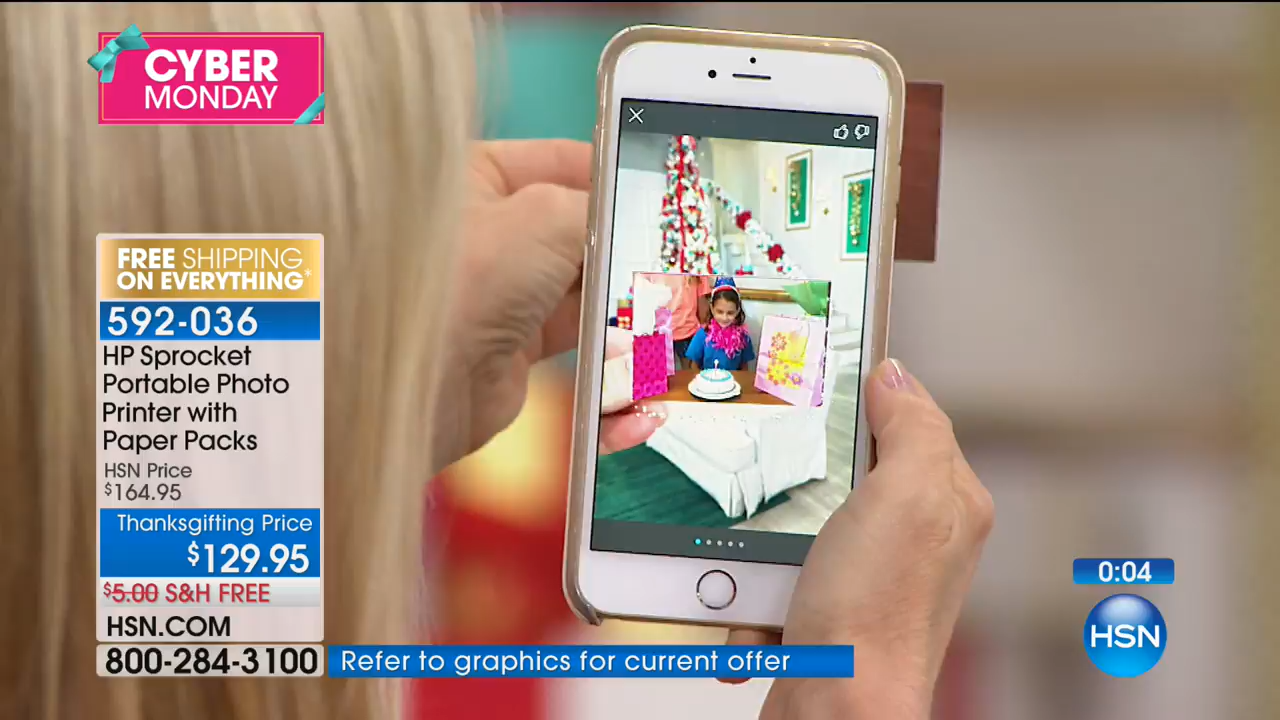 CYBER
MONDAY
FREE SHIPPING
ON EVERYTHING*
592-036
HP Sprocket
Portable Photo
Printer with
Paper Packs
HSN Price
$164.95
Thanksgifting Price
$129.95
$5.00 S&H FREE
HSN.COM
800-284-3100
Refer to graphics for current offer
0:04
HSN